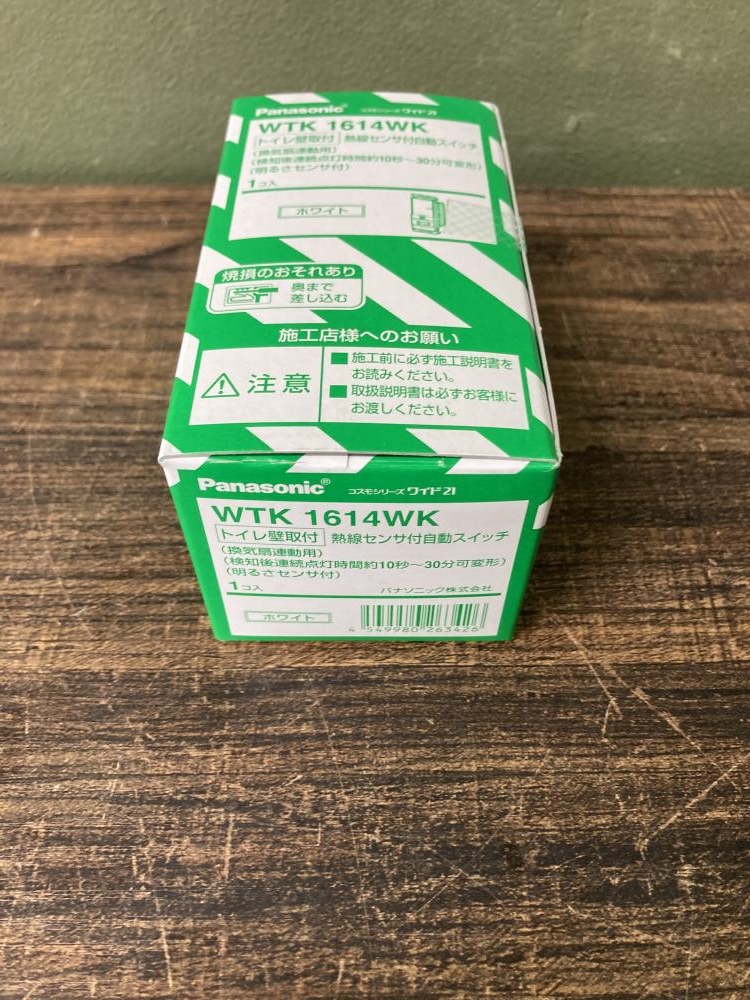 Panasonic コスモシリーズ ワイド21
WTK 1614WK
トイレ壁取付 熱線センサ付自動スイッチ
(換気扇連動用)
(検知後連続点灯時間約10秒~30分可変形)
(明るさセンサ付)
1コ入
ホワイト
焼損のおそれあり
奥まで
差し込む
施工店様へのお願い
注意
■施工前に必ず施工説明書を
お読みください。
■取扱説明書は必ずお客様に
お渡しください。
Panasonic® コスモシリーズ ワイド21
WTK 1614WK
トイレ壁取付 熱線センサ付自動スイッチ
(換気扇連動用)
(検知後連続点灯時間約10秒~30分可変形)
(明るさセンサ付)
1コ入 パナソニック株式会社
ホワイト
4 549980 263426